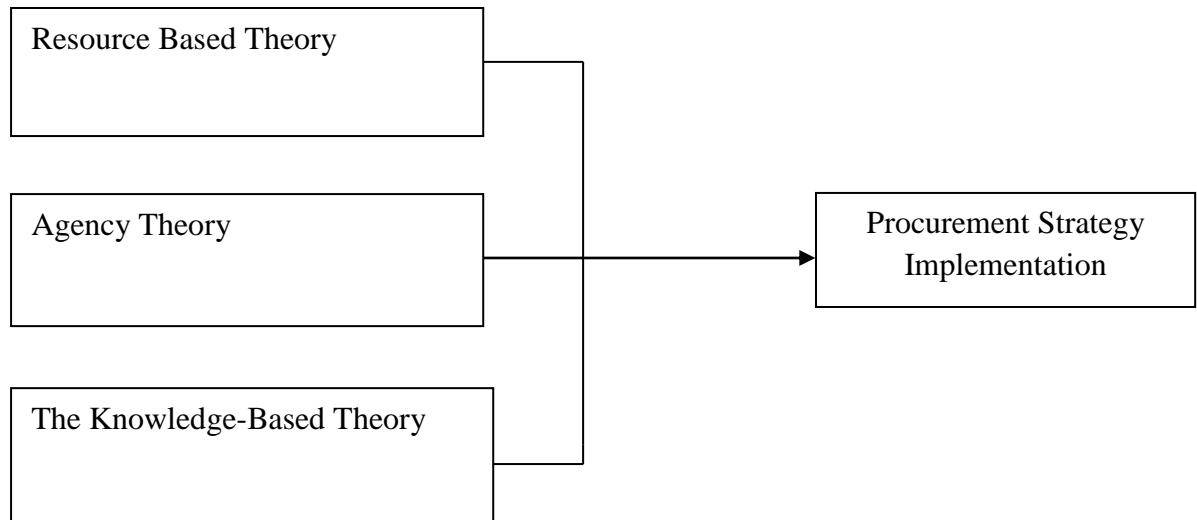 Resource Based Theory
Agency Theory
Procurement Strategy
Implementation
The Knowledge-Based Theory